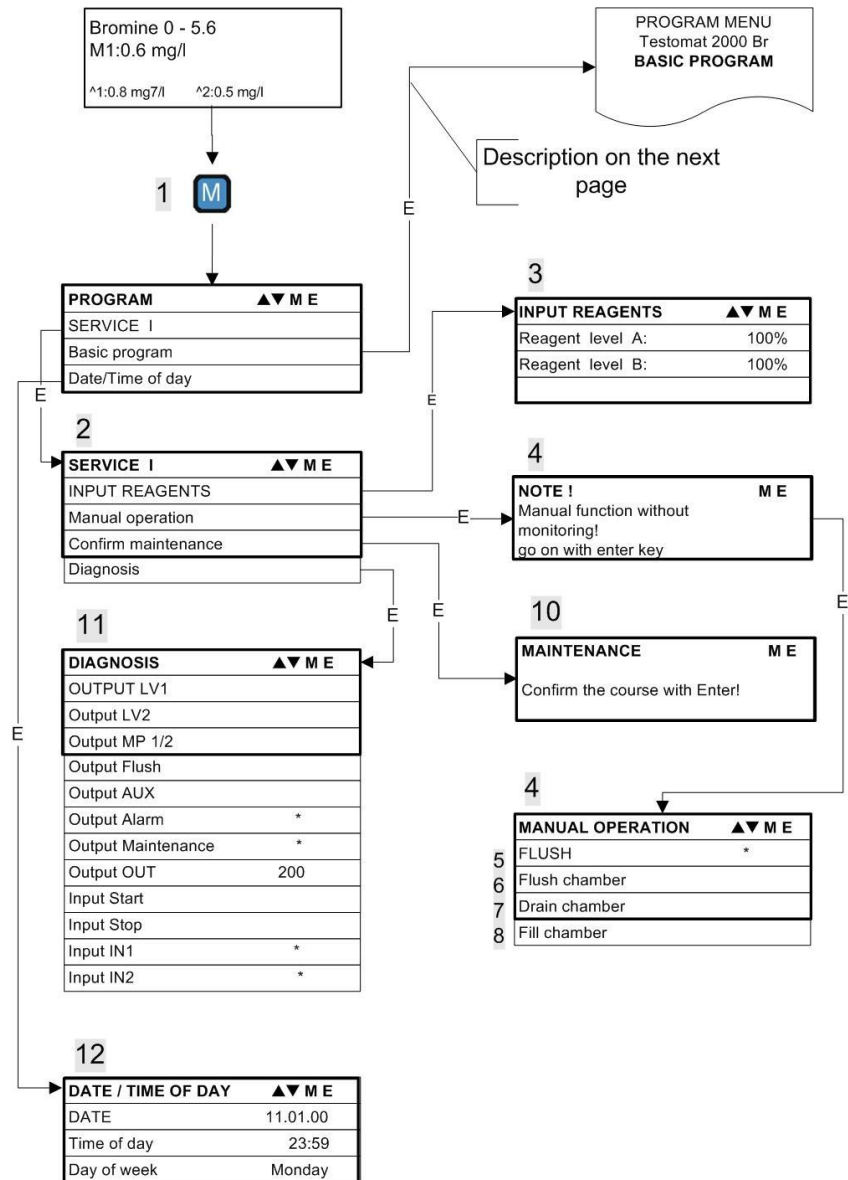 Bromine 0 - 5.6
M1:0.6 mg/l
^1:0.8 mg7/l ^2:0.5 mg/l
PROGRAM MENU
Testomat 2000 Br
BASIC PROGRAM
Description on the next
page
1 M
E
PROGRAM ▲▼ M E
SERVICE I
Basic program
Date/Time of day
E
3
INPUT REAGENTS ▲▼ M E
Reagent level A: 100%
Reagent level B: 100%
E
2
SERVICE I ▲▼ M E
INPUT REAGENTS
Manual operation
Confirm maintenance
Diagnosis
E
4
NOTE ! M E
Manual function without
monitoring!
go on with enter key
E
E
E
10
MAINTENANCE M E
Confirm the course with Enter!
11
DIAGNOSIS ▲▼ M E
OUTPUT LV1
Output LV2
Output MP 1/2
Output Flush
Output AUX
Output Alarm *
Output Maintenance *
Output OUT 200
Input Start
Input Stop
Input IN1 *
Input IN2 *
E
4
MANUAL OPERATION ▲▼ M E
5 FLUSH *
6 Flush chamber
7 Drain chamber
8 Fill chamber
12
DATE / TIME OF DAY ▲▼ M E
DATE 11.01.00
Time of day 23:59
Day of week Monday